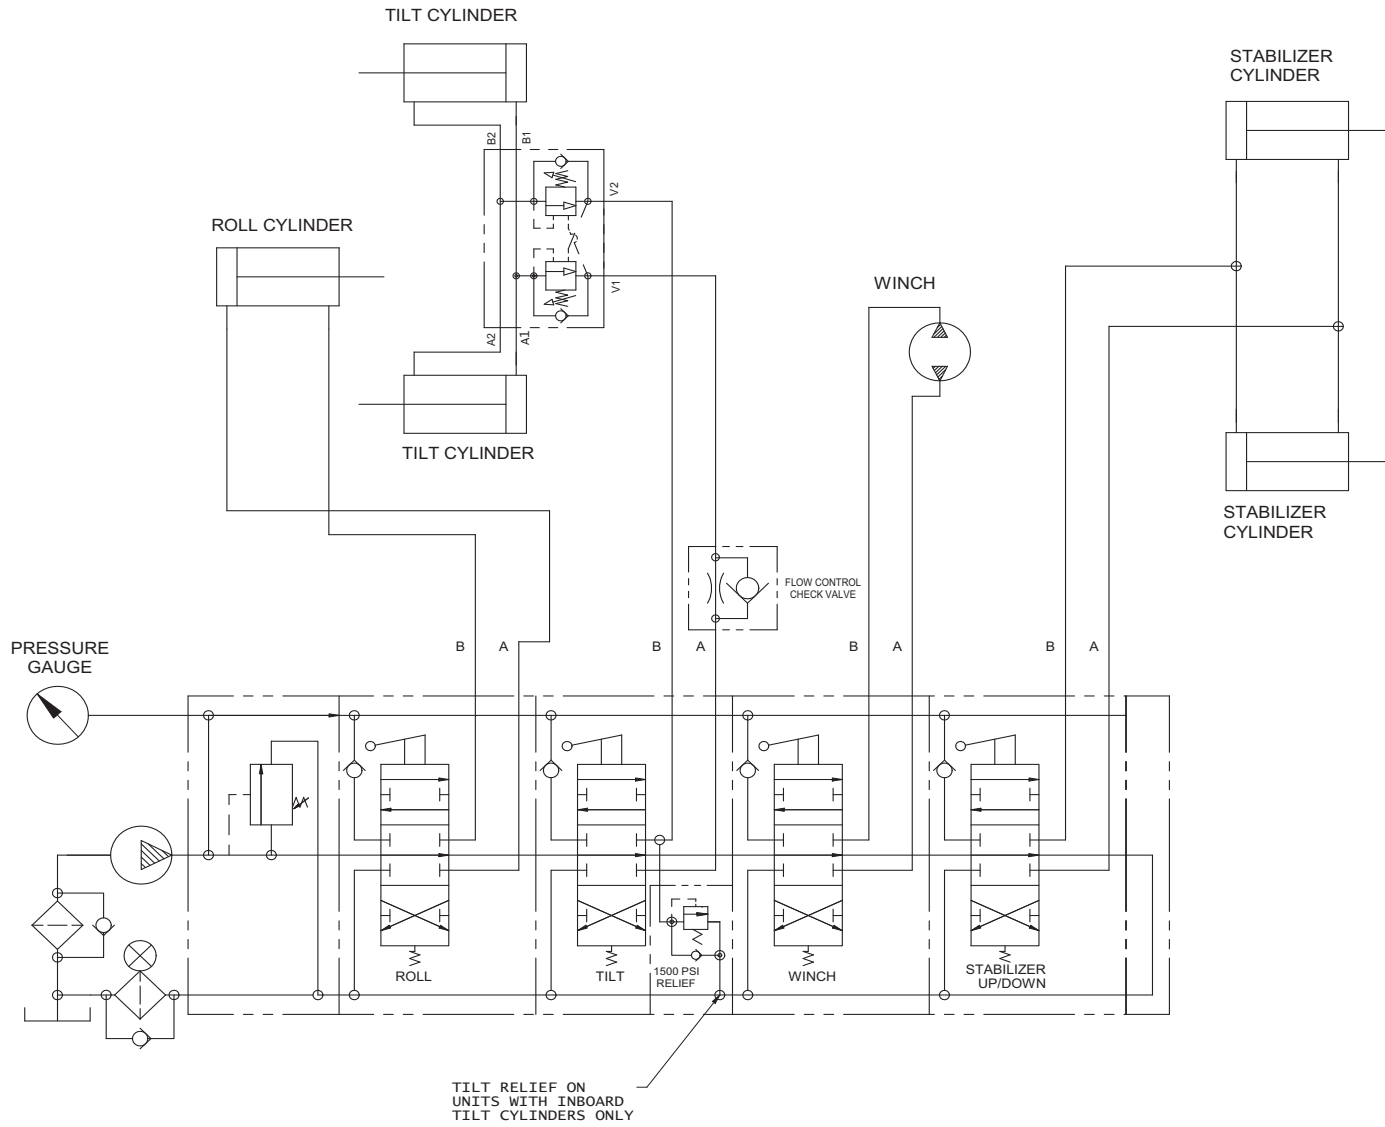 TILT CYLINDER
STABILIZER
CYLINDER
B2
B1
V2
ROLL CYLINDER
WINCH
V1
A2
A1
TILT CYLINDER
STABILIZER
CYLINDER
FLOW CONTROL
CHECK VALVE
PRESSURE
GAUGE
B
A
B
A
B
A
B
A
ROLL
TILT
1500 PSI
RELIEF
WINCH
STABILIZER
UP/DOWN
TILT RELIEF ON
UNITS WITH INBOARD
TILT CYLINDERS ONLY